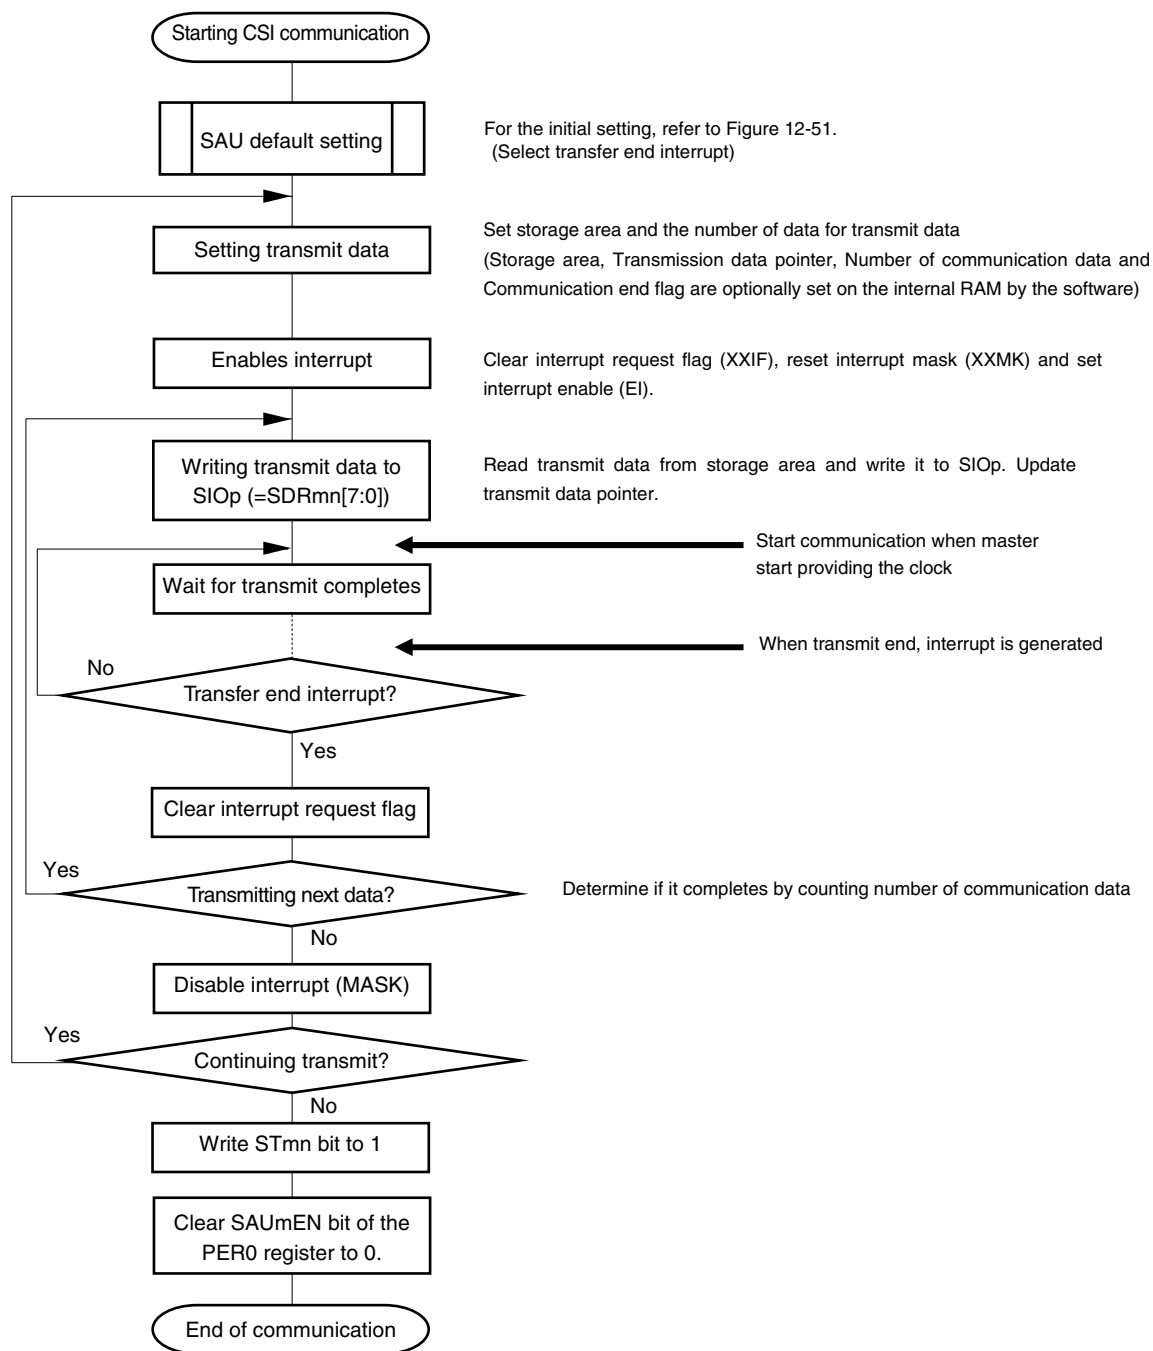 Starting CSI communication
SAU default setting
For the initial setting, refer to Figure 12-51.
(Select transfer end interrupt)
Setting transmit data
Set storage area and the number of data for transmit data
(Storage area, Transmission data pointer, Number of communication data and
Communication end flag are optionally set on the internal RAM by the software)
Enables interrupt
Clear interrupt request flag (XXIF), reset interrupt mask (XXMK) and set
interrupt enable (EI).
Writing transmit data to
SIOp (=SDRmn[7:0])
Read transmit data from storage area and write it to SIOp. Update
transmit data pointer.
Start communication when master
start providing the clock
Wait for transmit completes
When transmit end, interrupt is generated
No
Transfer end interrupt?
Yes
Clear interrupt request flag
Yes
Transmitting next data?
Determine if it completes by counting number of communication data
No
Disable interrupt (MASK)
Yes
Continuing transmit?
No
Write STmn bit to 1
Clear SAUmEN bit of the
PER0 register to 0.
End of communication